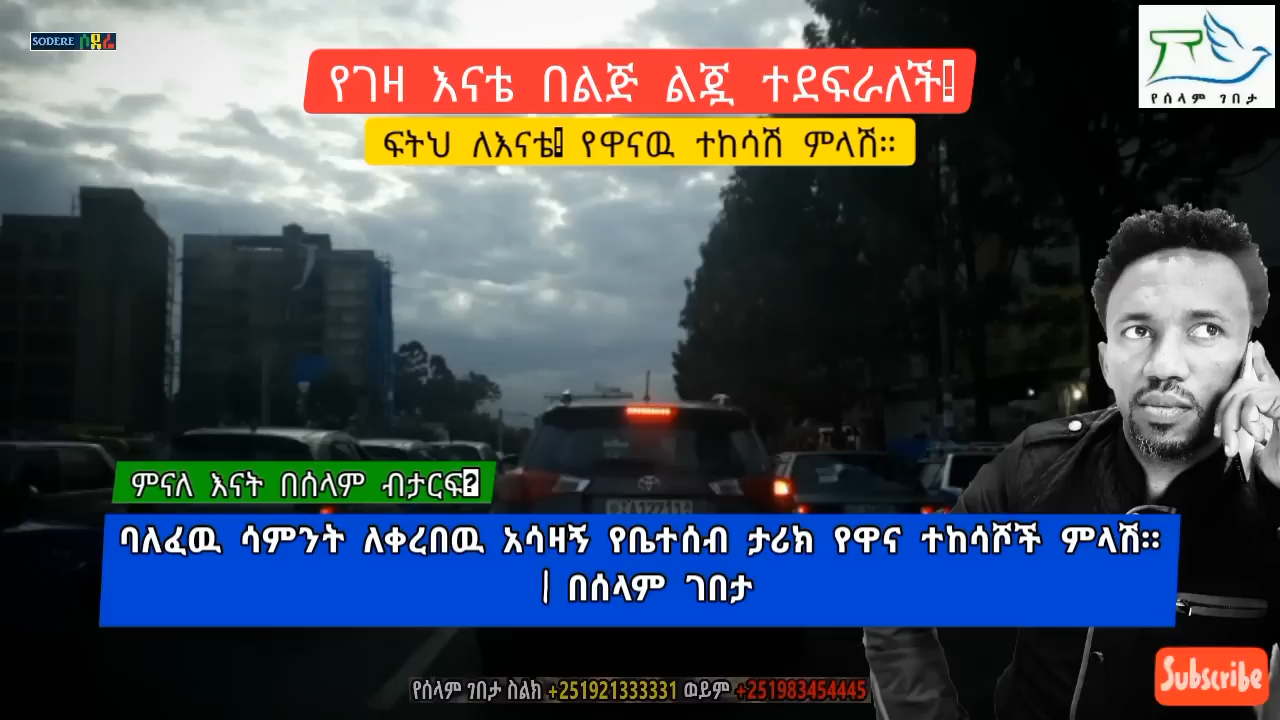 SODERE ሶደሬ
የሰላም ገበታ
የገዛ እናቴ በልጅ ልጇ ተደፍራለች
ፍትህ ለእናቴ የዋናዉ ተከሳሽ ምላሽ።
ምናለ እናት በሰላም ብታርፍ?
ባለፈዉ ሳምንት ለቀረበዉ አሳዛኝ የቤተሰብ ታሪክ የዋና ተከሳሾች ምላሽ።
| በሰላም ገበታ
Subscribe
የሰላም ገበታ ስልክ +251921333331 ወይም +251983454445